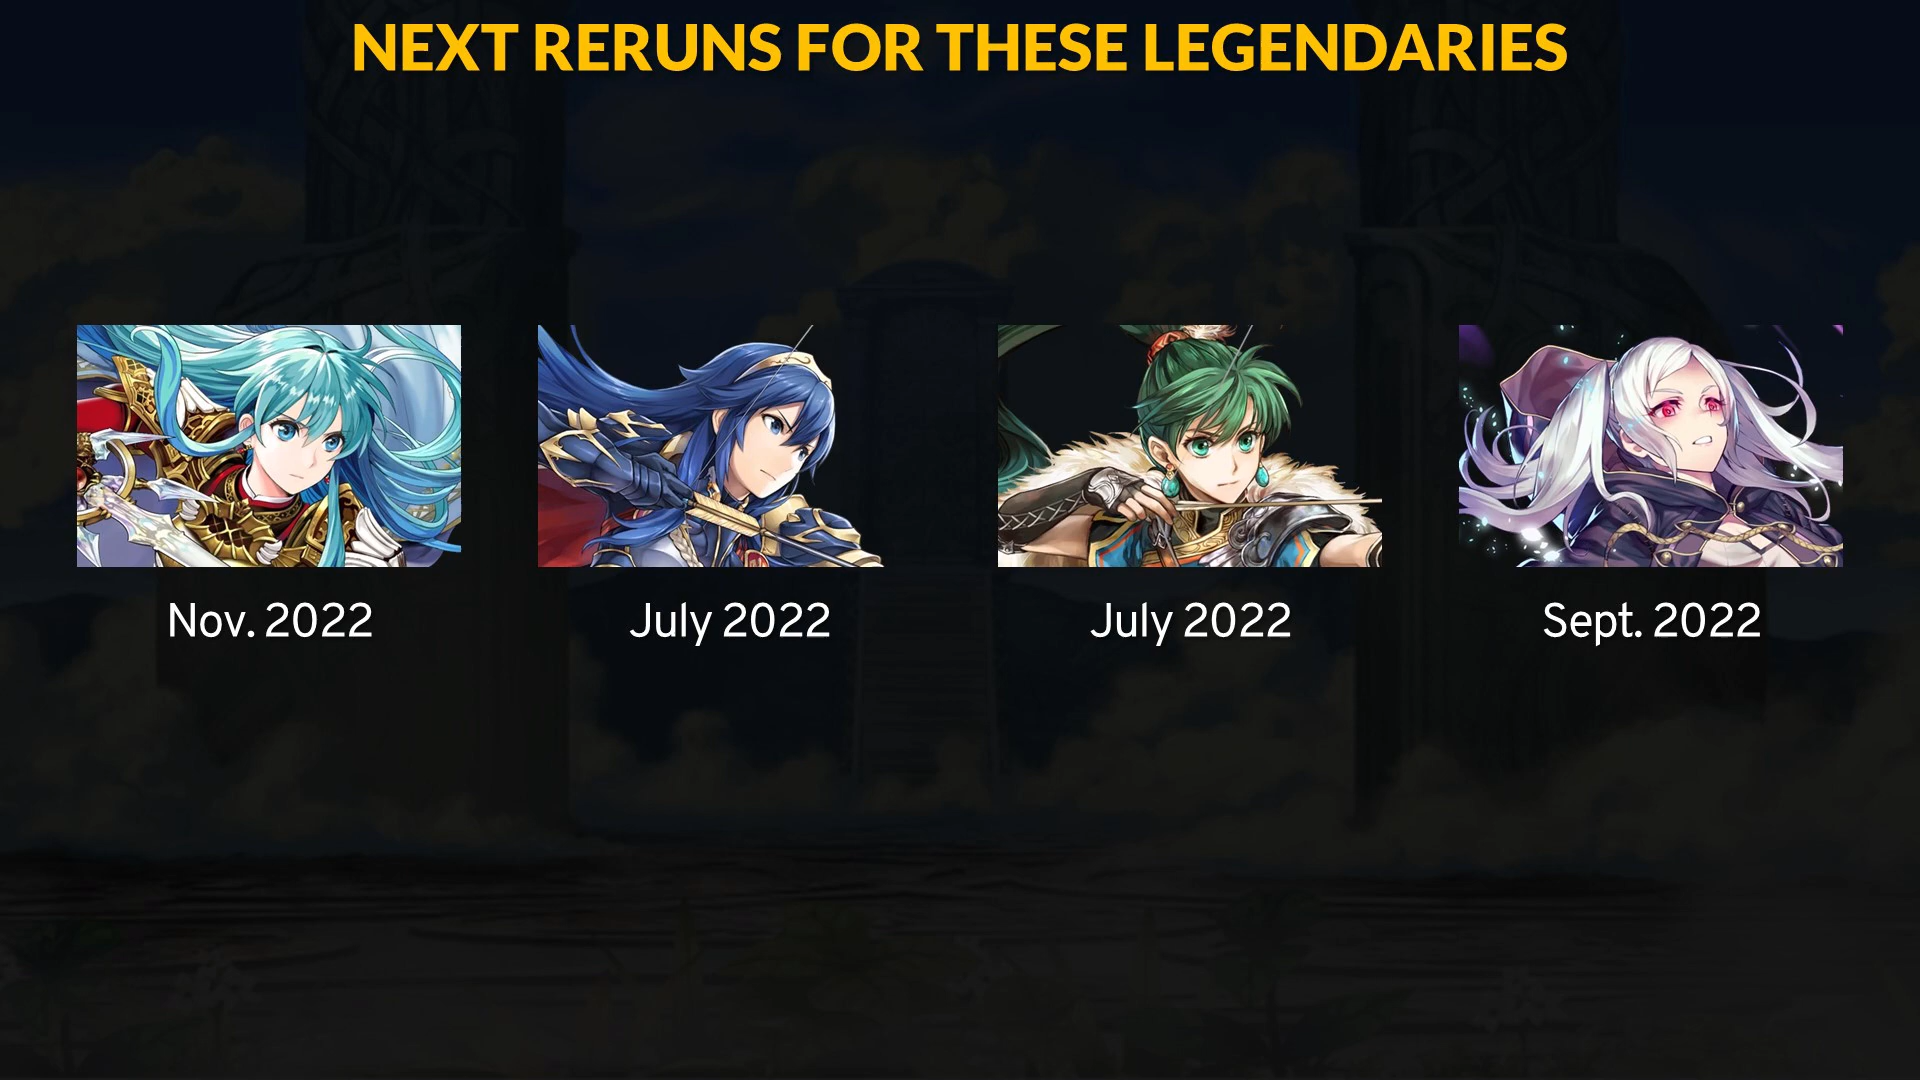 NEXT RERUNS FOR THESE LEGENDARIES
Nov. 2022
July 2022
July 2022
Sept. 2022